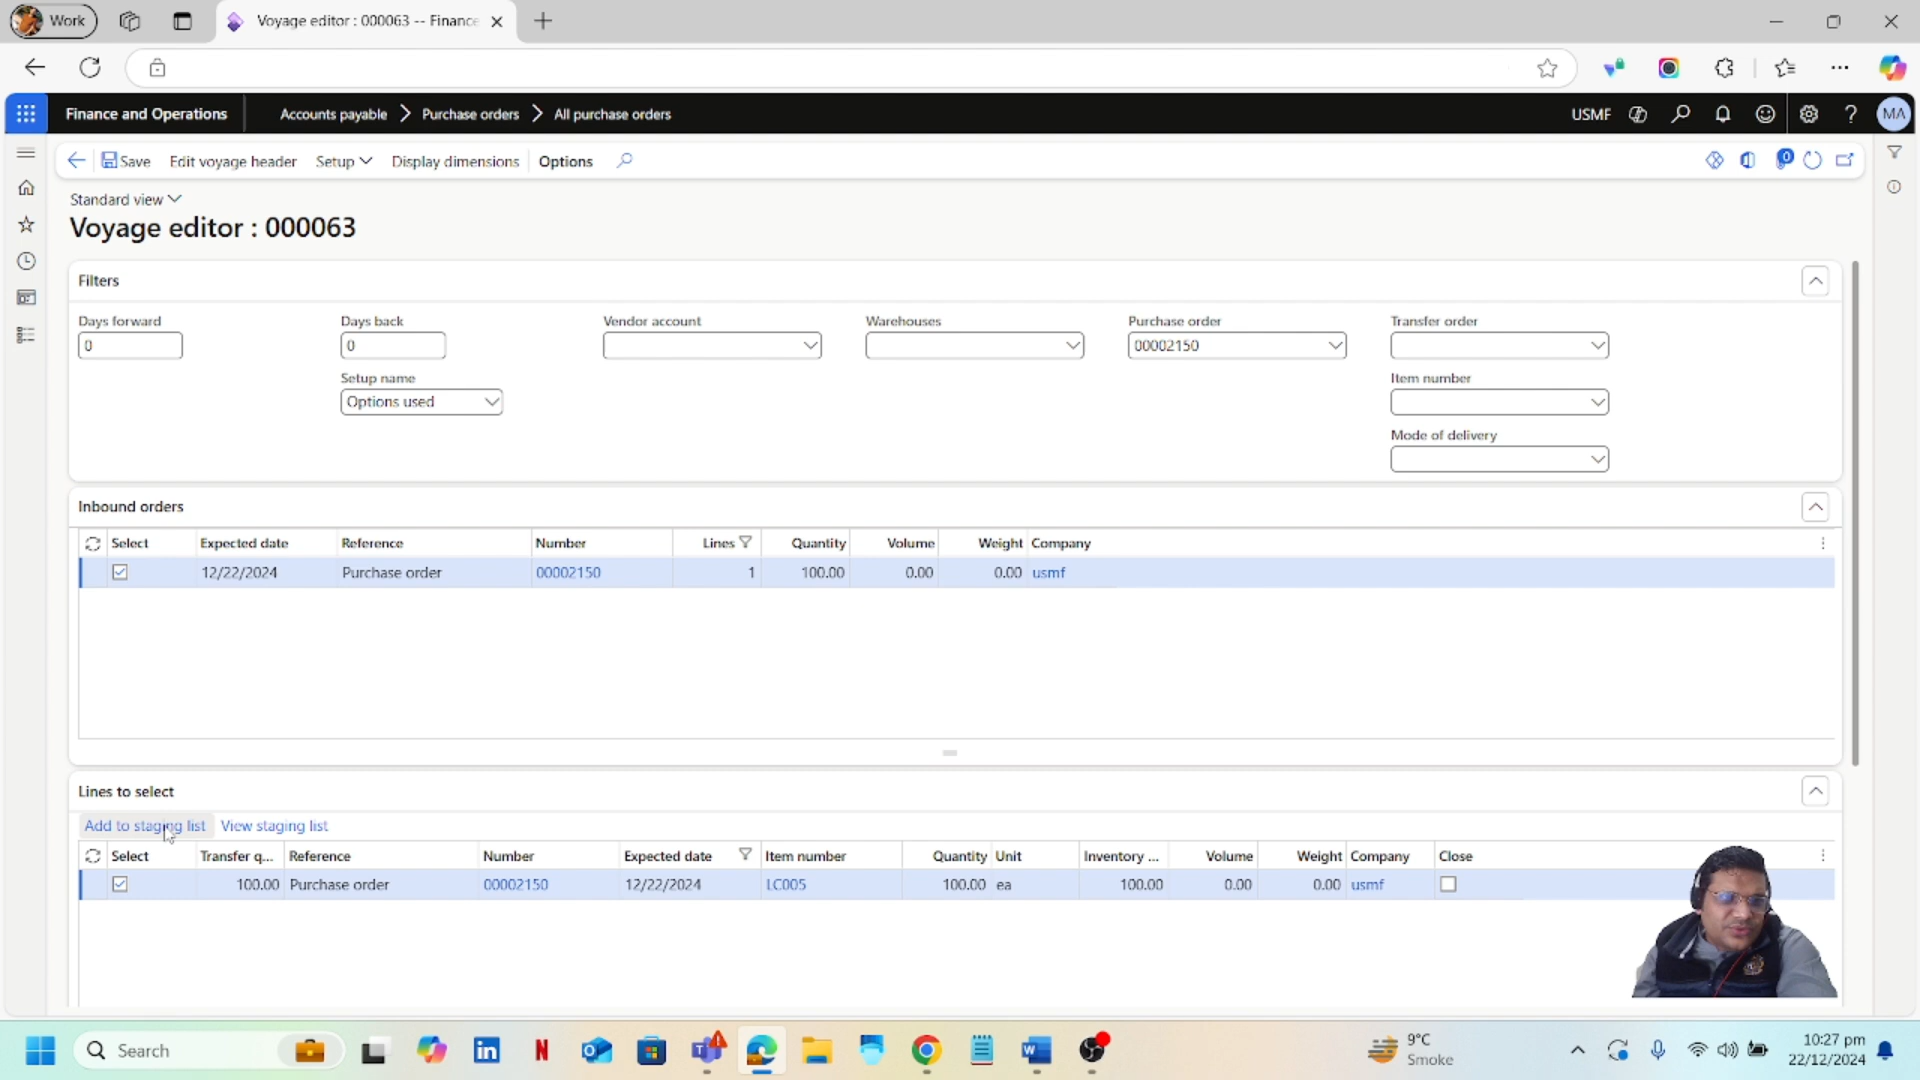 Work
Voyage editor : 000063 -- Finance
Finance and Operations
Accounts payable
Purchase orders
All purchase orders
USMF
MA
Save
Edit voyage header
Setup
Display dimensions
Options
0
Standard view
Voyage editor : 000063
Filters
Days forward
Days back
Vendor account
Warehouses
Purchase order
Transfer order
0
0
00002150
Setup name
Item number
Options used
Mode of delivery
Inbound orders
Select Expected date Reference Number Lines Quantity Volume Weight Company
12/22/2024 Purchase order 00002150 1 100.00 0.00 0.00 usmf
Lines to select
Add to staging list View staging list
Select Transfer q... Reference Number Expected date Item number Quantity Unit Inventory ... Volume Weight Company Close
100.00 Purchase order 00002150 12/22/2024 LC005 100.00 ea 100.00 0.00 0.00 usmf
Search
9°C
Smoke
10:27 pm
22/12/2024